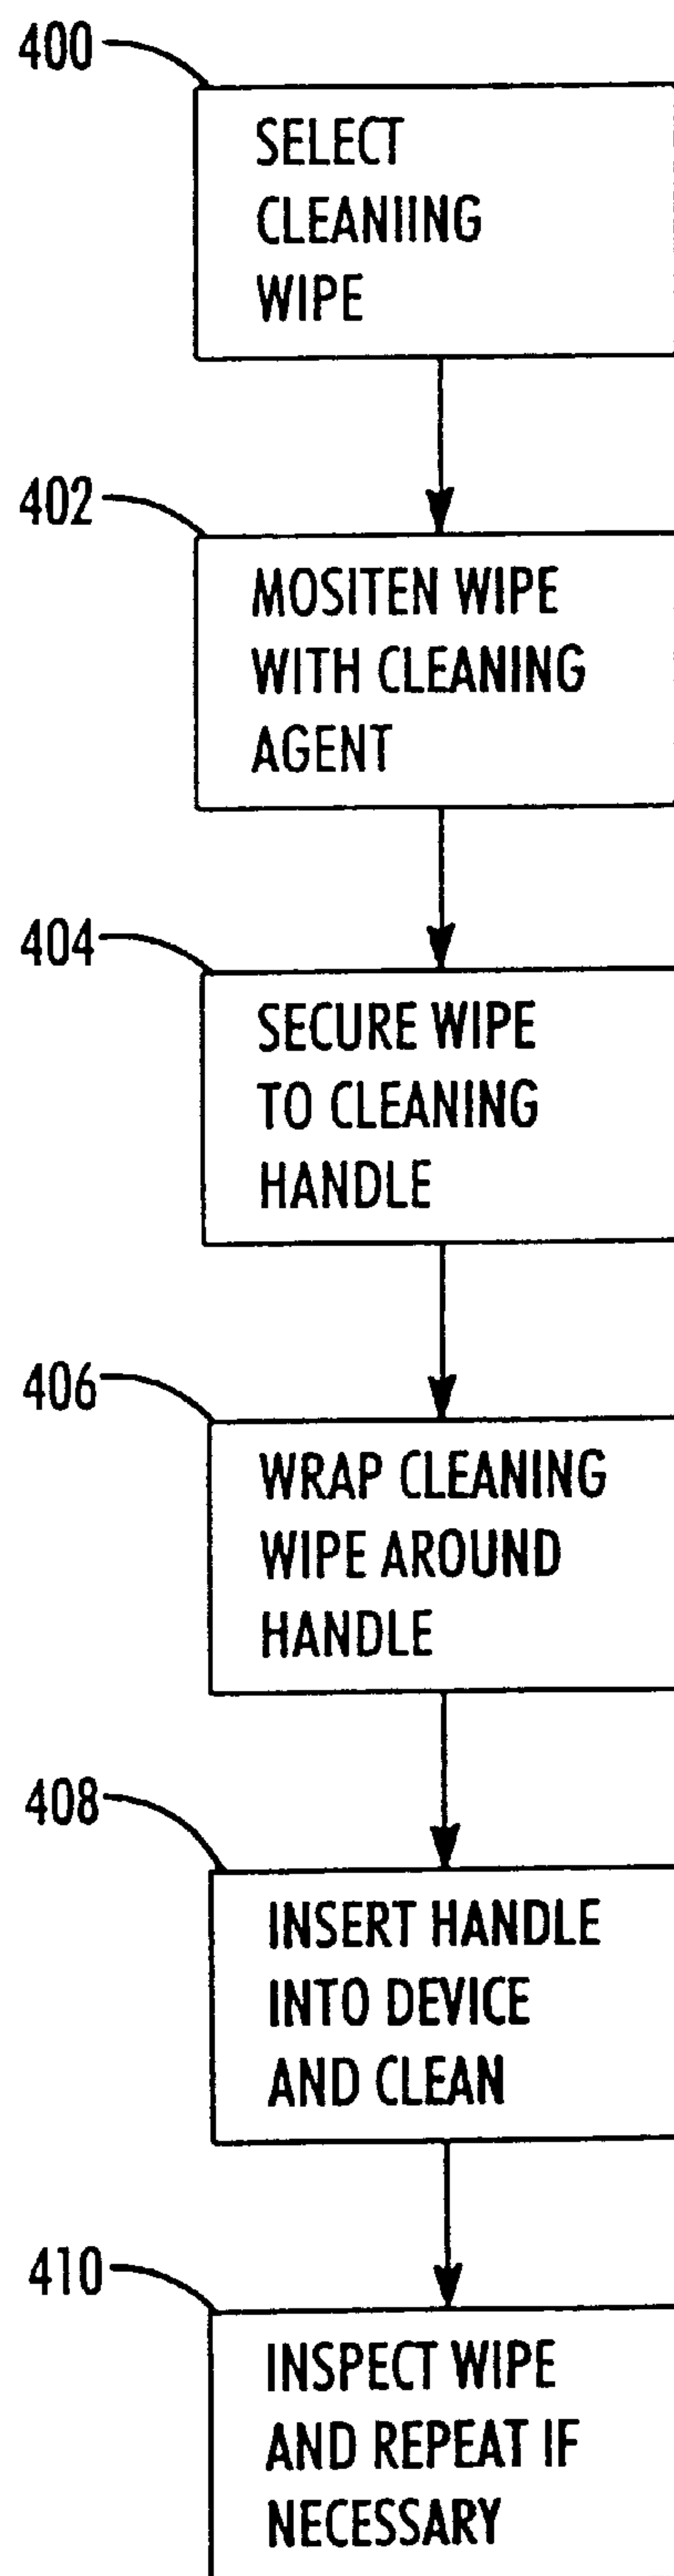 400
SELECT
CLEANIING
WIPE
402
MOSITEN WIPE
WITH CLEANING
AGENT
404
SECURE WIPE
TO CLEANING
HANDLE
406
WRAP CLEANING
WIPE AROUND
HANDLE
408
INSERT HANDLE
INTO DEVICE
AND CLEAN
410
INSPECT WIPE
AND REPEAT IF
NECESSARY